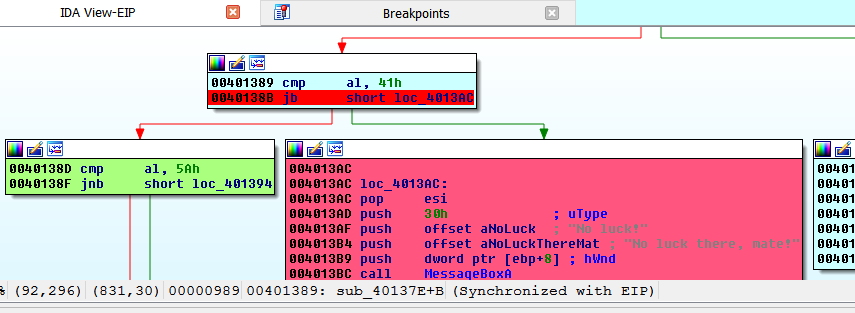 IDA View-EIP
Breakpoints
00401389 cmp al, 41h
0040138B jb short loc_4013AC
0040138D cmp al, 5Ah
0040138F jnb short loc_401394
004013AC
004013AC loc_4013AC:
004013AC pop esi
004013AD push 30h ; uType
004013AF push offset aNoLuck ; "No luck!"
004013B4 push offset aNoLuckThereMat ; "No luck there, mate!"
004013B9 push dword ptr [ebp+8] ; hWnd
004013BC call MessageBoxA
% (92,296) (831,30) 00000989 00401389: sub_40137E+B (Synchronized with EIP)